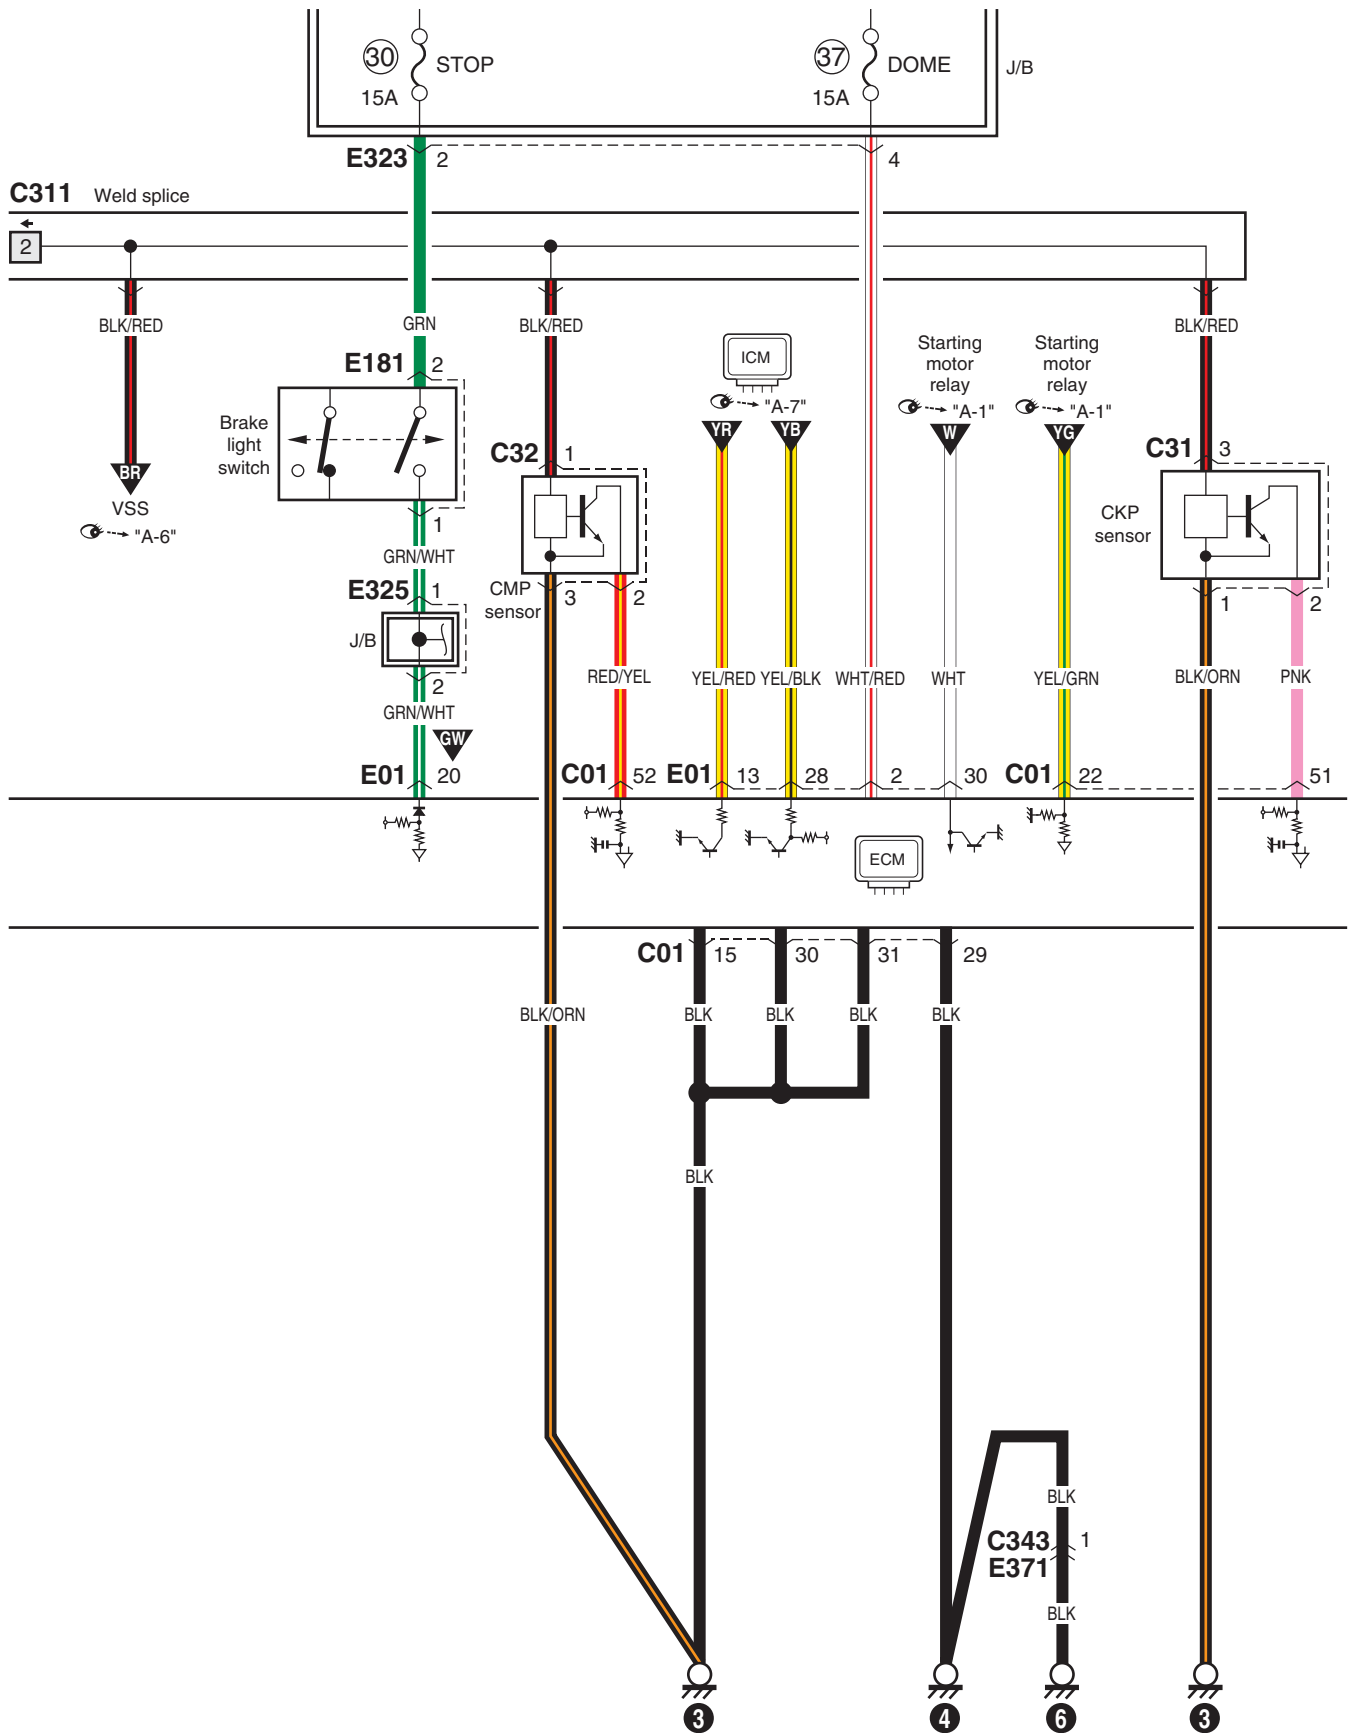 30 STOP
15A
37 DOME
15A
J/B
E323 2
4
C311 Weld splice
2
BLK/RED
GRN
BLK/RED
BLK/RED
ICM
"A-7"
Starting
motor
relay
"A-1"
Starting
motor
relay
"A-1"
E181 2
Brake
light
switch
YR
YB
W
YG
C32 1
C31 3
BR
VSS
"A-6"
1
CKP
sensor
GRN/WHT
E325 1
CMP
sensor
3
2
1
2
J/B
2
RED/YEL
YEL/RED
YEL/BLK
WHT/RED
WHT
YEL/GRN
BLK/ORN
PNK
GRN/WHT
GW
E01 20
C01 52
E01 13
28
2
30
C01 22
51
ECM
C01 15
30
31
29
BLK/ORN
BLK
BLK
BLK
BLK
BLK
BLK
C343 1
E371
BLK
3
4
6
3